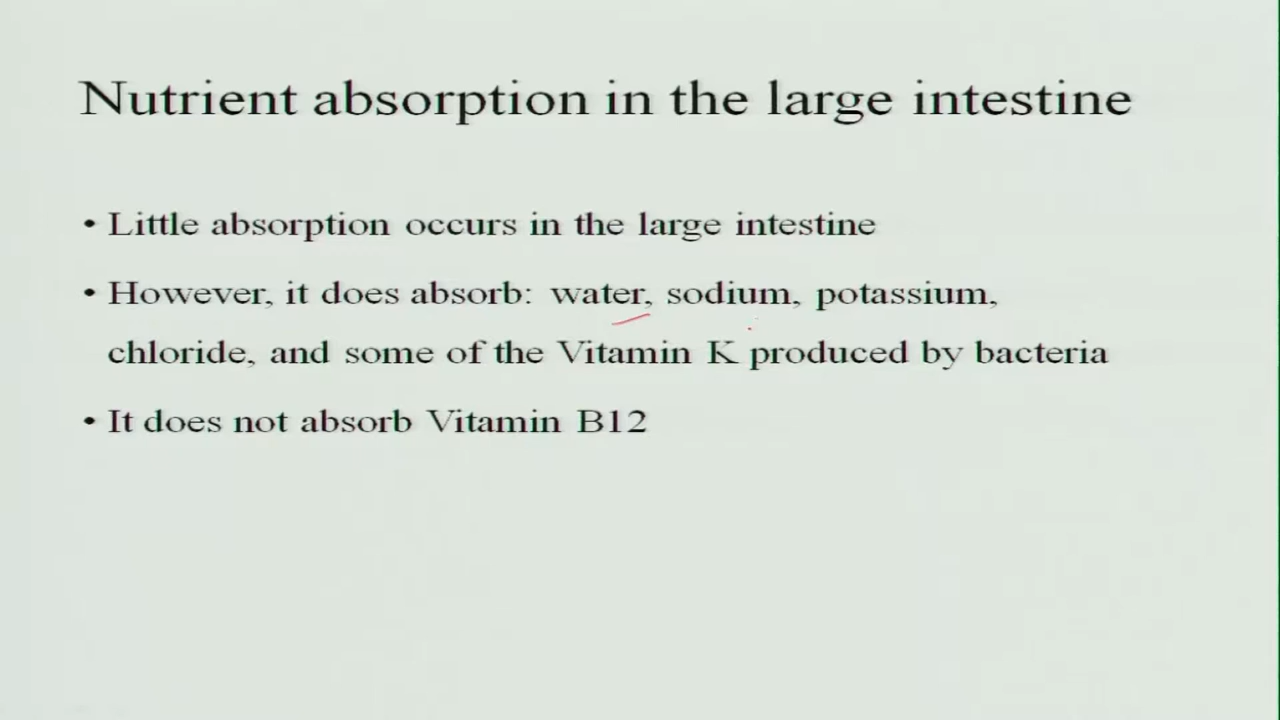 Nutrient absorption in the large intestine
• Little absorption occurs in the large intestine
• However, it does absorb: water, sodium, potassium,
chloride, and some of the Vitamin K produced by bacteria
• It does not absorb Vitamin B12